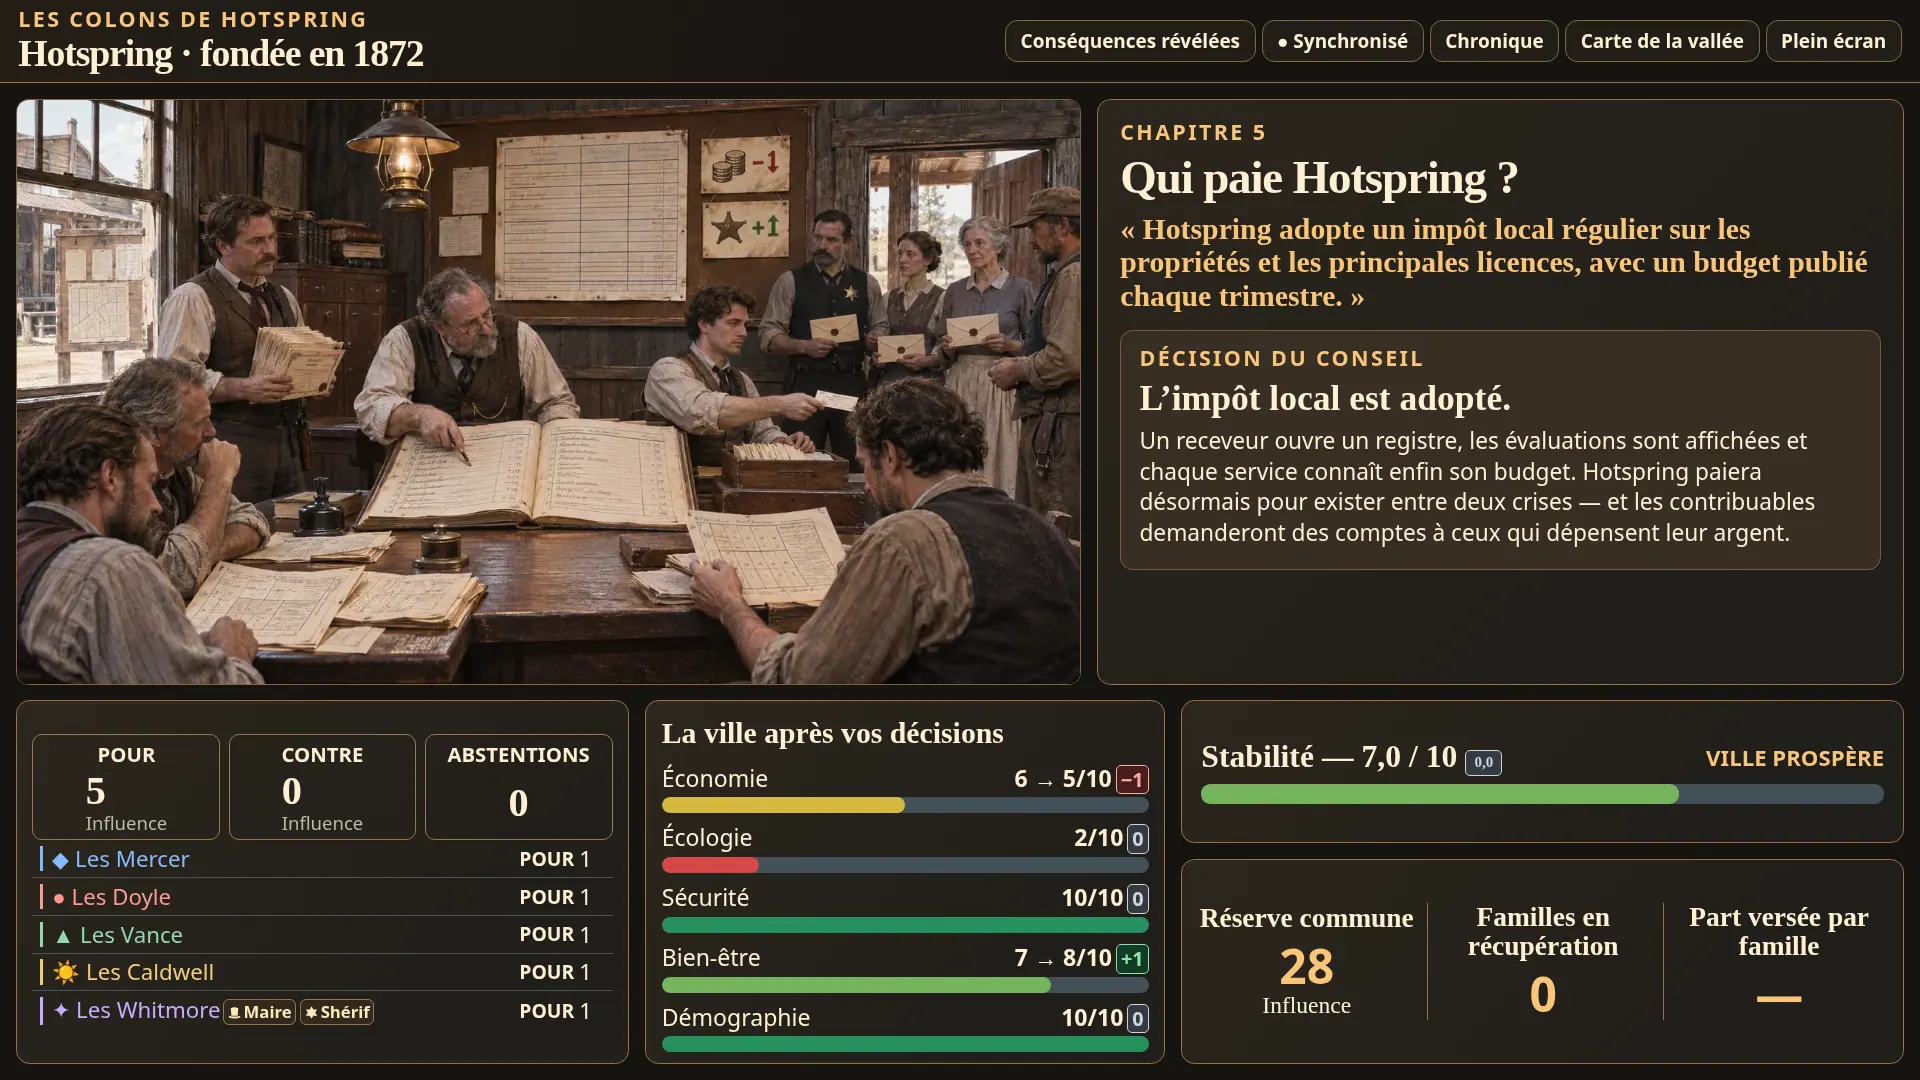 LES COLONS DE HOTSPRING
Hotspring · fondée en 1872
Conséquences révélées
● Synchronisé
Chronique
Carte de la vallée
Plein écran
−1
+1
CHAPITRE 5
Qui paie Hotspring ?
« Hotspring adopte un impôt local régulier sur les
propriétés et les principales licences, avec un budget publié
chaque trimestre. »
DÉCISION DU CONSEIL
L’impôt local est adopté.
Un receveur ouvre un registre, les évaluations sont affichées et
chaque service connaît enfin son budget. Hotspring paiera
désormais pour exister entre deux crises — et les contribuables
demanderont des comptes à ceux qui dépensent leur argent.
POUR
5
Influence
CONTRE
0
Influence
ABSTENTIONS
0
◆ Les Mercer POUR 1
● Les Doyle POUR 1
▲ Les Vance POUR 1
☀ Les Caldwell POUR 1
✦ Les Whitmore Maire Shérif POUR 1
La ville après vos décisions
Économie 6 → 5/10 −1
Écologie 2/10 0
Sécurité 10/10 0
Bien-être 7 → 8/10 +1
Démographie 10/10 0
Stabilité — 7,0 / 10 0,0 VILLE PROSPÈRE
Réserve commune
28
Influence
Familles en
récupération
0
Part versée par
famille
—